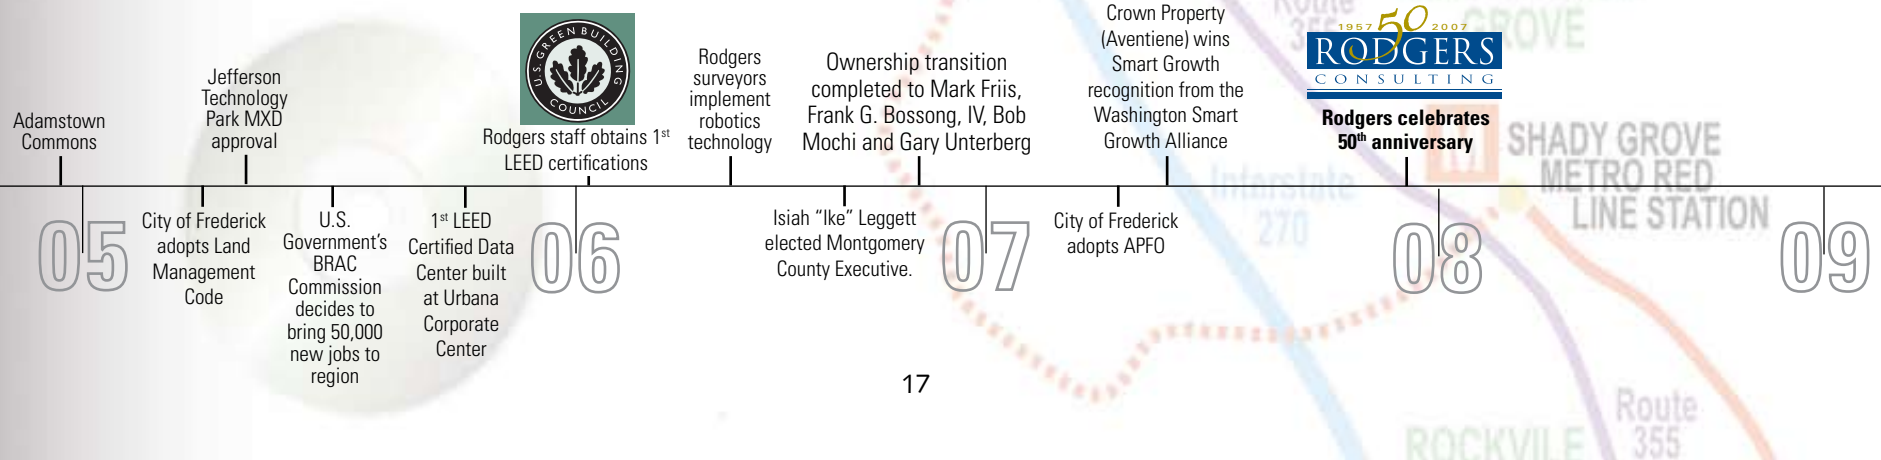 Adamstown
Commons
Jefferson
Technology
Park MXD
approval
U.S. GREEN BUILDING
COUNCIL
Rodgers staff obtains 1st
LEED certifications
Rodgers
surveyors
implement
robotics
technology
Ownership transition
completed to Mark Friis,
Frank G. Bossong, IV, Bob
Mochi and Gary Unterberg
Crown Property
(Aventiene) wins
Smart Growth
recognition from the
Washington Smart
Growth Alliance
1957 50 2007
RODGERS
CONSULTING
Rodgers celebrates
50th anniversary
05
City of Frederick
adopts Land
Management
Code
U.S.
Government's
BRAC
Commission
decides to
bring 50,000
new jobs to
region
1st LEED
Certified Data
Center built
at Urbana
Corporate
Center
06
Isiah “Ike” Leggett
elected Montgomery
County Executive.
07
City of Frederick
adopts APFO
08
09
Route
355
GROVE
M
SHADY GROVE
METRO RED
LINE STATION
Interstate
270
Route
355
ROCKVILE
17